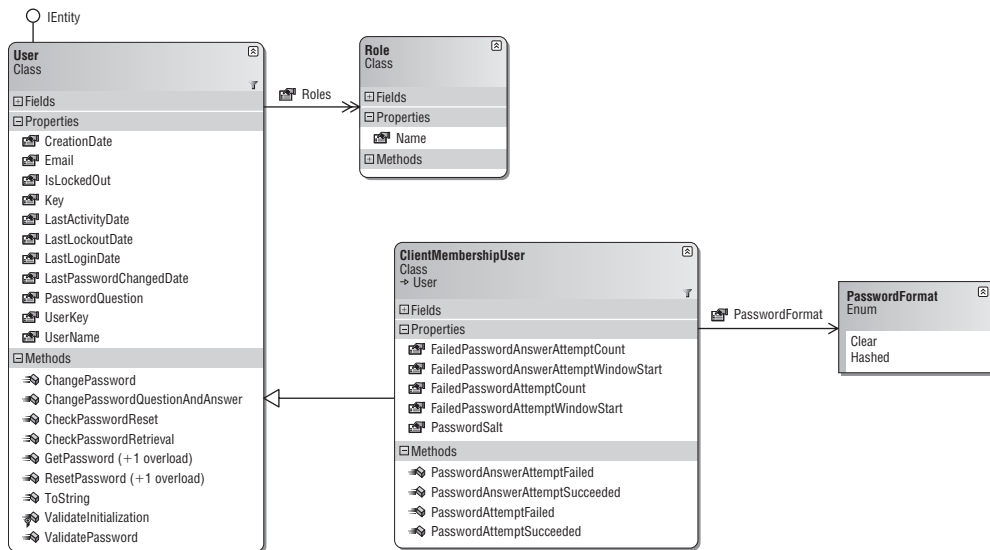 IEntity
User
Class
Fields
Properties
CreationDate
Email
IsLockedOut
Key
LastActivityDate
LastLockoutDate
LastLoginDate
LastPasswordChangedDate
PasswordQuestion
UserKey
UserName
Methods
ChangePassword
ChangePasswordQuestionAndAnswer
CheckPasswordReset
CheckPasswordRetrieval
GetPassword (+1 overload)
ResetPassword (+1 overload)
ToString
ValidateInitialization
ValidatePassword
Roles
Role
Class
Fields
Properties
Name
Methods
ClientMembershipUser
Class
→ User
Fields
Properties
FailedPasswordAnswerAttemptCount
FailedPasswordAnswerAttemptWindowStart
FailedPasswordAttemptCount
FailedPasswordAttemptWindowStart
PasswordSalt
Methods
PasswordAnswerAttemptFailed
PasswordAnswerAttemptSucceeded
PasswordAttemptFailed
PasswordAttemptSucceeded
PasswordFormat
PasswordFormat
Enum
Clear
Hashed